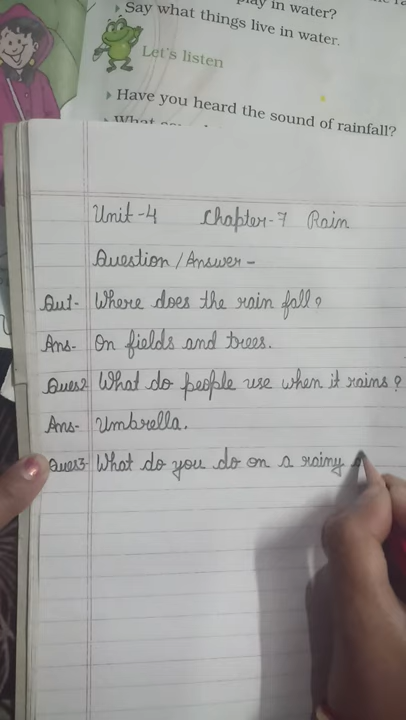 play in water?
Say what things live in water.
Let's listen
Have you heard the sound of rainfall?
What
Unit-4 Chapter-7 Rain
Question/Answer-
Qu1- Where does the rain fall?
Ans- On fields and trees.
Ques2 What do people use when it rains?
Ans- Umbrella.
Ques3- What do you do on a rainy